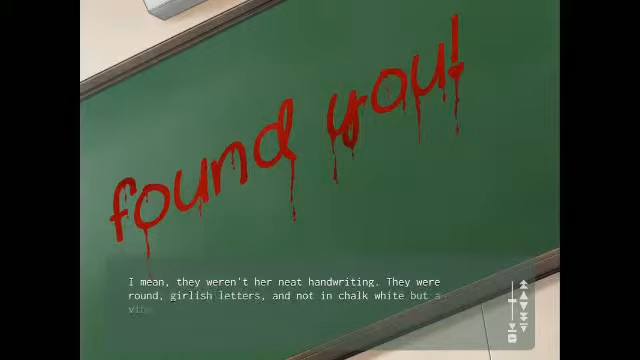 found you!
I mean, they weren't her neat handwriting. They were
round, girlish letters, and not in chalk white but a